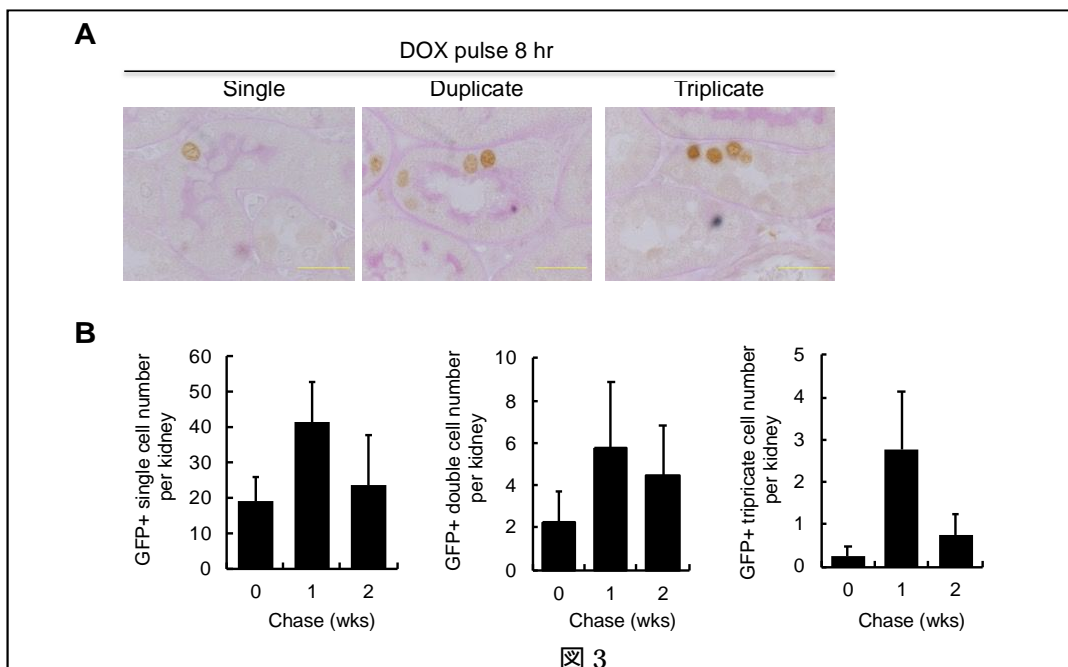 A
DOX pulse 8 hr
Single Duplicate Triplicate
B
GFP+ single cell number
per kidney
60
50
40
30
20
10
0
0 1 2
Chase (wks)
GFP+ double cell number
per kidney
10
8
6
4
2
0
0 1 2
Chase (wks)
GFP+ tripricate cell number
per kidney
5
4
3
2
1
0
0 1 2
Chase (wks)
図 3